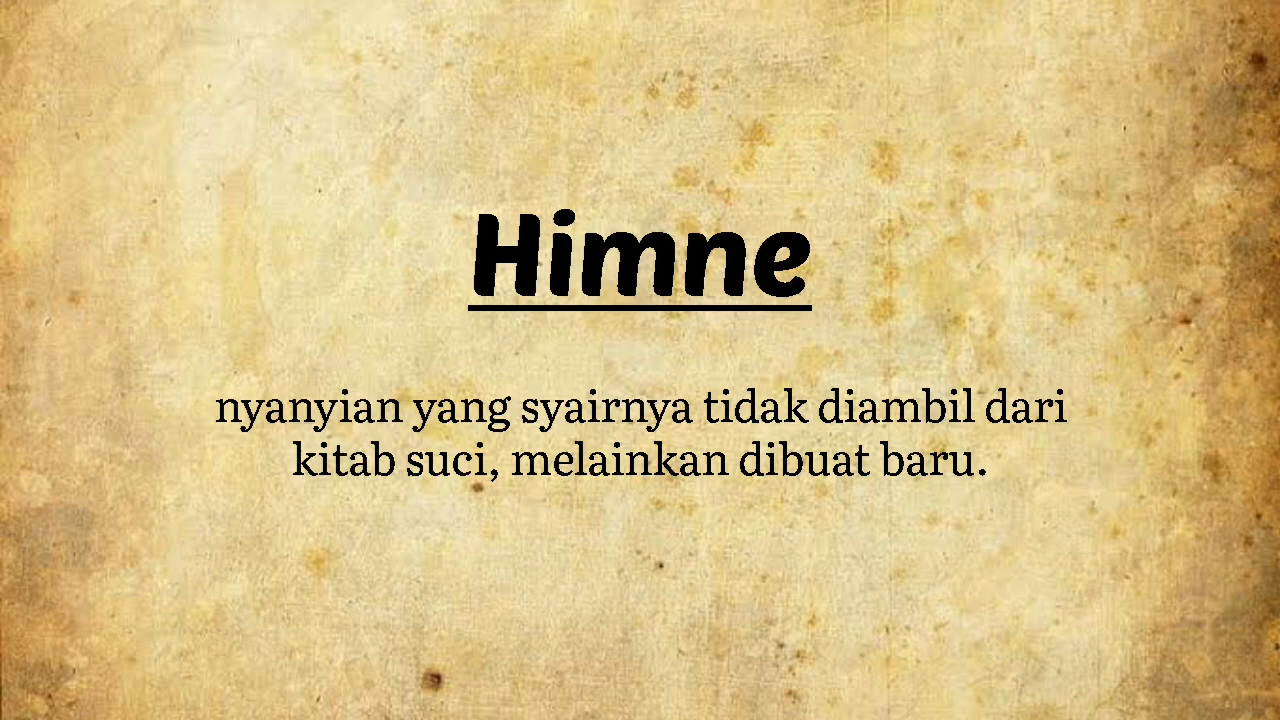 Himne
nyanyian yang syairnya tidak diambil dari
kitab suci, melainkan dibuat baru.